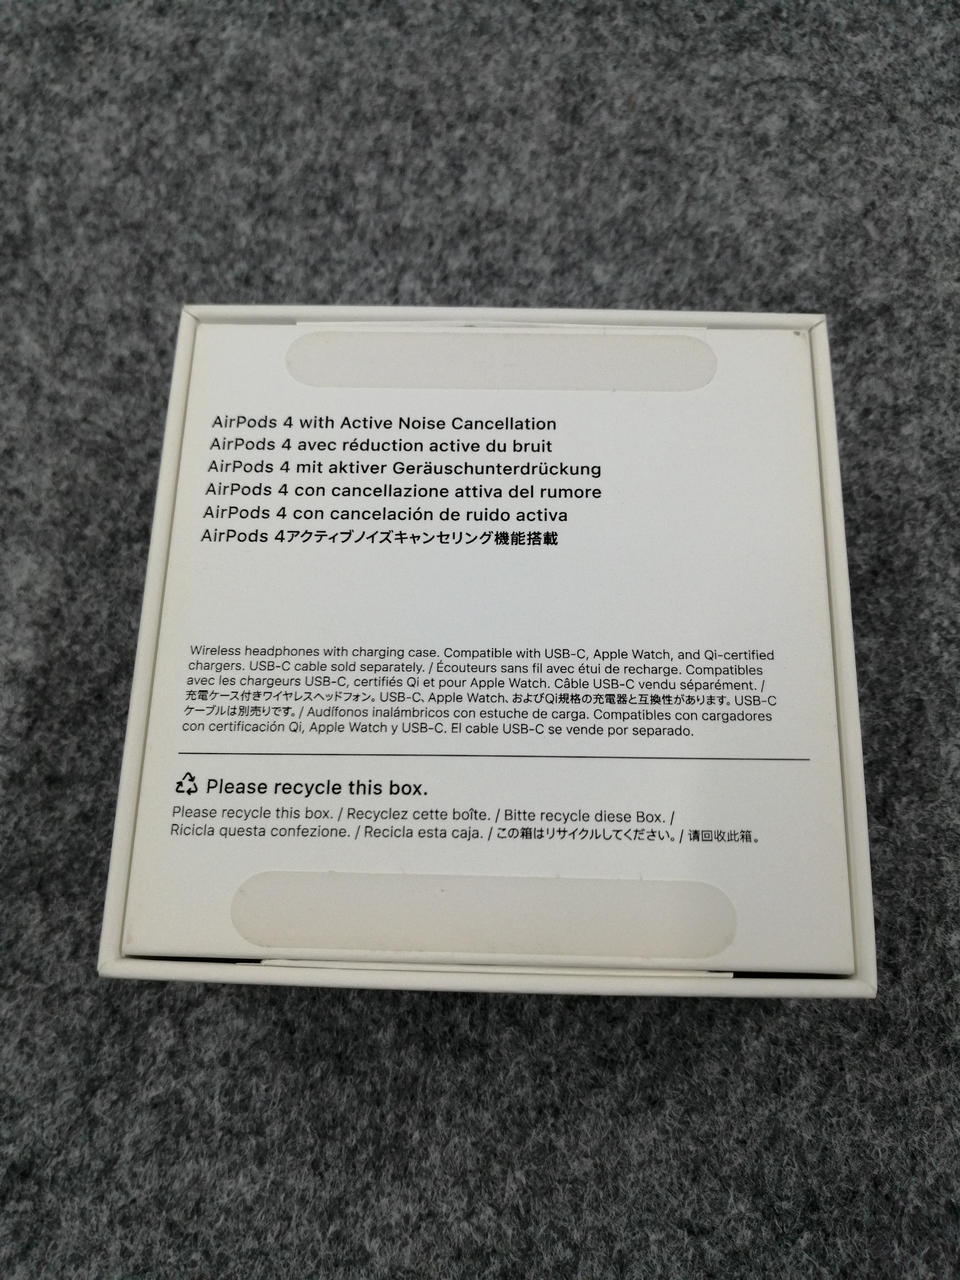 AirPods 4 with Active Noise Cancellation
AirPods 4 avec réduction active du bruit
AirPods 4 mit aktiver Geräuschunterdrückung
AirPods 4 con cancellazione attiva del rumore
AirPods 4 con cancelación de ruido activa
AirPods 4アクティブノイズキャンセリング機能搭載
Wireless headphones with charging case. Compatible with USB-C, Apple Watch, and Qi-certified
chargers. USB-C cable sold separately. / Écouteurs sans fil avec étui de recharge. Compatibles
avec les chargeurs USB-C, certifiés Qi et pour Apple Watch. Câble USB-C vendu séparément. /
充電ケース付きワイヤレスヘッドフォン。USB-C、Apple Watch、およびQi規格の充電器と互換性があります。USB-C
ケーブルは別売りです。/ Audífonos inalámbricos con estuche de carga. Compatibles con cargadores
con certificación Qi, Apple Watch y USB-C. El cable USB-C se vende por separado.
Please recycle this box.
Please recycle this box. / Recyclez cette boîte. / Bitte recycle diese Box. /
Ricicla questa confezione. / Recicla esta caja. / この箱はリサイクルしてください。/ 请回收此箱。